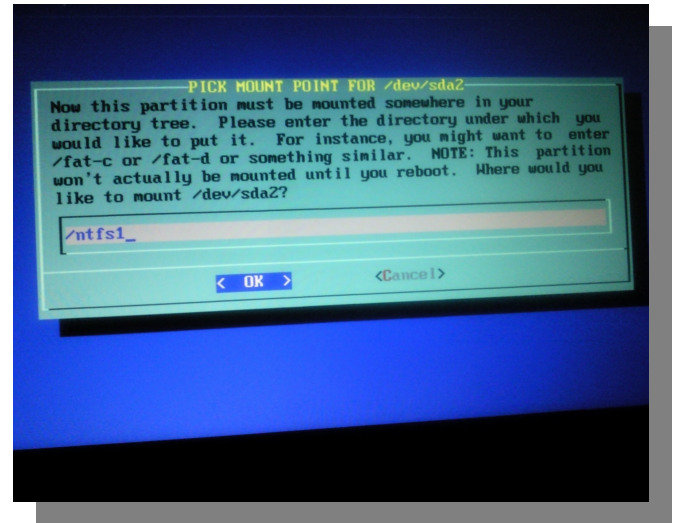 PICK MOUNT POINT FOR /dev/sda2
Now this partition must be mounted somewhere in your
directory tree. Please enter the directory under which you
would like to put it. For instance, you might want to enter
/fat-c or /fat-d or something similar. NOTE: This partition
won't actually be mounted until you reboot. Where would you
like to mount /dev/sda2?
/ntfs1_
< OK > <Cancel>